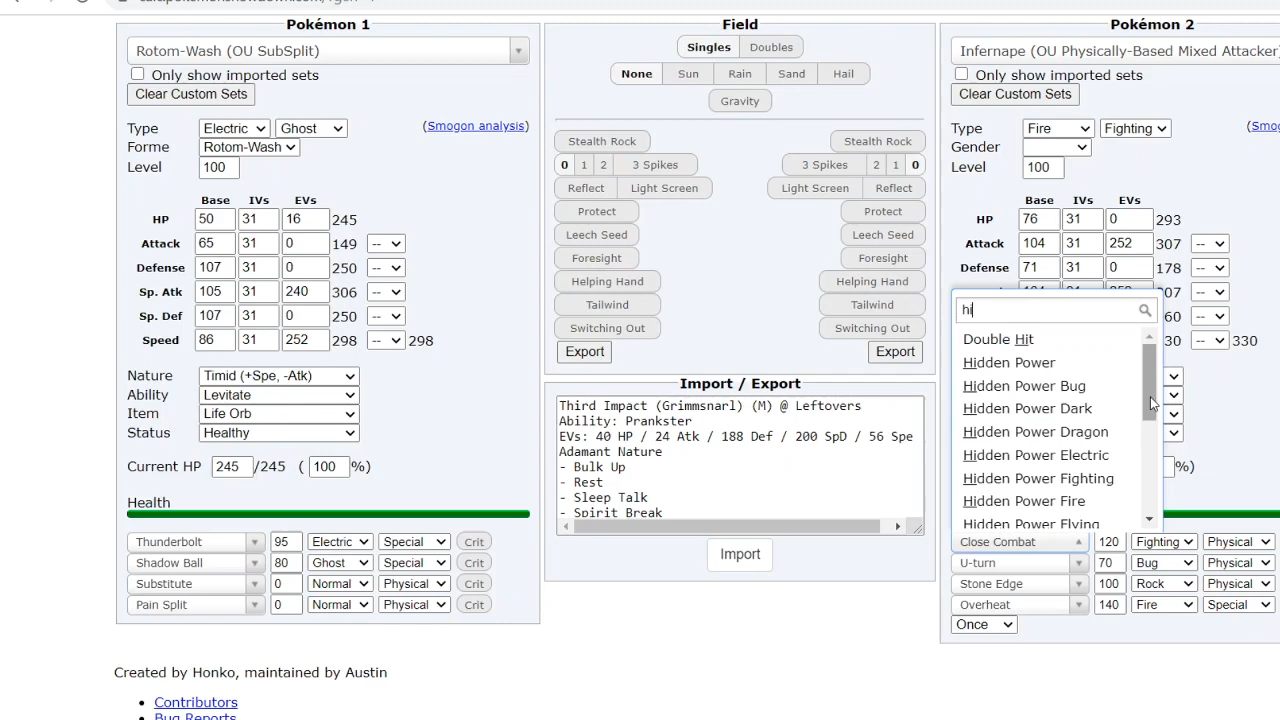 Pokémon 1
Rotom-Wash (OU SubSplit)
Only show imported sets
Clear Custom Sets
Type Electric Ghost (Smogon analysis)
Forme Rotom-Wash
Level 100
Base IVs EVs
HP 50 31 16 245
Attack 65 31 0 149 --
Defense 107 31 0 250 --
Sp. Atk 105 31 240 306 --
Sp. Def 107 31 0 250 --
Speed 86 31 252 298 -- 298
Nature Timid (+Spe, -Atk)
Ability Levitate
Item Life Orb
Status Healthy
Current HP 245 /245 ( 100 %)
Health
Thunderbolt 95 Electric Special Crit
Shadow Ball 80 Ghost Special Crit
Substitute 0 Normal Physical Crit
Pain Split 0 Normal Physical Crit
Field
Singles Doubles
None Sun Rain Sand Hail
Gravity
Stealth Rock Stealth Rock
0 1 2 3 Spikes 3 Spikes 2 1 0
Reflect Light Screen Light Screen Reflect
Protect Protect
Leech Seed Leech Seed
Foresight Foresight
Helping Hand Helping Hand
Tailwind Tailwind
Switching Out Switching Out
Export Export
Import / Export
Third Impact (Grimmsnarl) (M) @ Leftovers
Ability: Prankster
EVs: 40 HP / 24 Atk / 188 Def / 200 SpD / 56 Spe
Adamant Nature
- Bulk Up
- Rest
- Sleep Talk
- Spirit Break
Import
Pokémon 2
Infernape (OU Physically-Based Mixed Attacker)
Only show imported sets
Clear Custom Sets
Type Fire Fighting (Smog
Gender
Level 100
Base IVs EVs
HP 76 31 0 293
Attack 104 31 252 307 --
Defense 71 31 0 178 --
hi
Double Hit
Hidden Power
Hidden Power Bug
Hidden Power Dark
Hidden Power Dragon
Hidden Power Electric
Hidden Power Fighting
Hidden Power Fire
Hidden Power Flying
--
--
30 -- 330
%)
Close Combat 120 Fighting Physical
U-turn 70 Bug Physical
Stone Edge 100 Rock Physical
Overheat 140 Fire Special
Once
Created by Honko, maintained by Austin
Contributors
Bug Reports